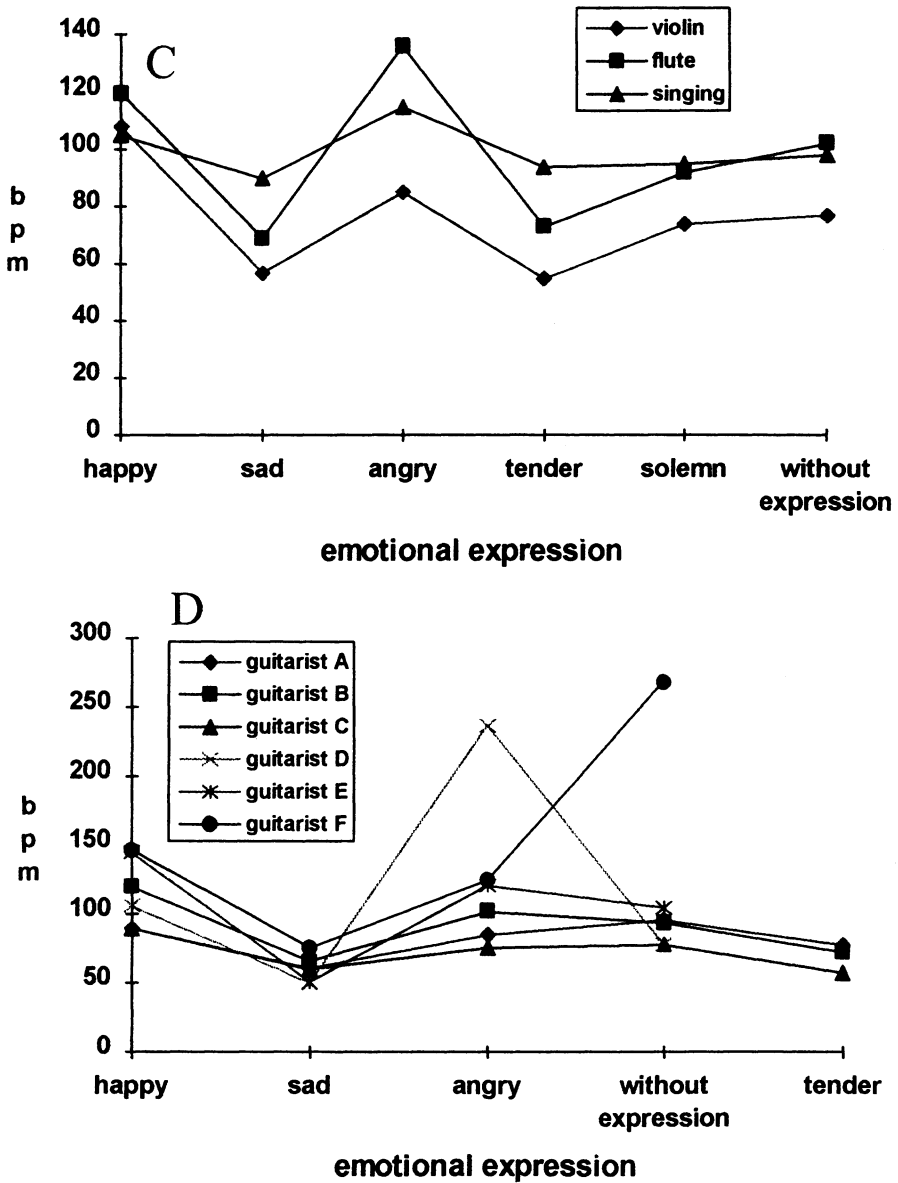 C
140
120
100
80
60
40
20
0
b
p
m
violin
flute
singing
happy sad angry tender solemn without
expression
emotional expression
D
300
250
200
150
100
50
0
b
p
m
guitarist A
guitarist B
guitarist C
guitarist D
guitarist E
guitarist F
happy sad angry without tender
expression
emotional expression